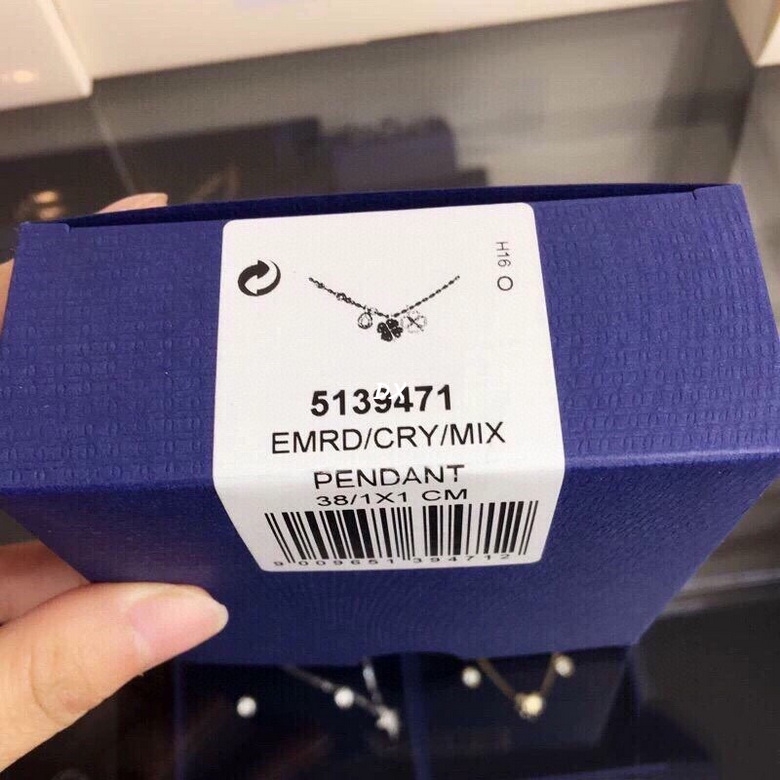 H16 O
5139471
EMRD/CRY/MIX
PENDANT
38/1X1 CM
9 009651 394712